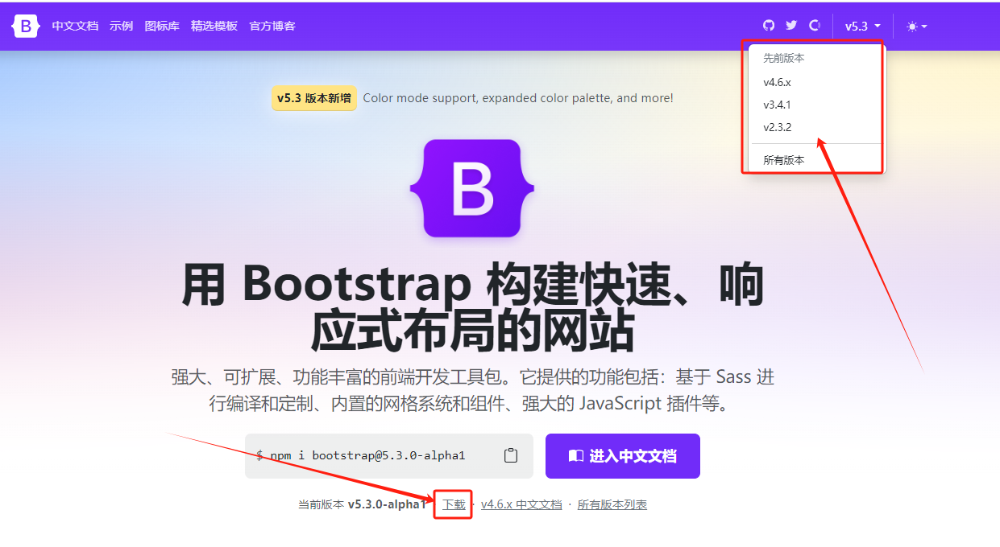 B 中文文档 示例 图标库 精选模板 官方博客 v5.3
先前版本
v4.6.x
v3.4.1
v2.3.2
所有版本
v5.3 版本新增 Color mode support, expanded color palette, and more!
B
用 Bootstrap 构建快速、响
应式布局的网站
强大、可扩展、功能丰富的前端开发工具包。它提供的功能包括：基于 Sass 进
行编译和定制、内置的网格系统和组件、强大的 JavaScript 插件等。
$ npm i bootstrap@5.3.0-alpha1 进入中文文档
当前版本 v5.3.0-alpha1 · 下载 · v4.6.x 中文文档 · 所有版本列表